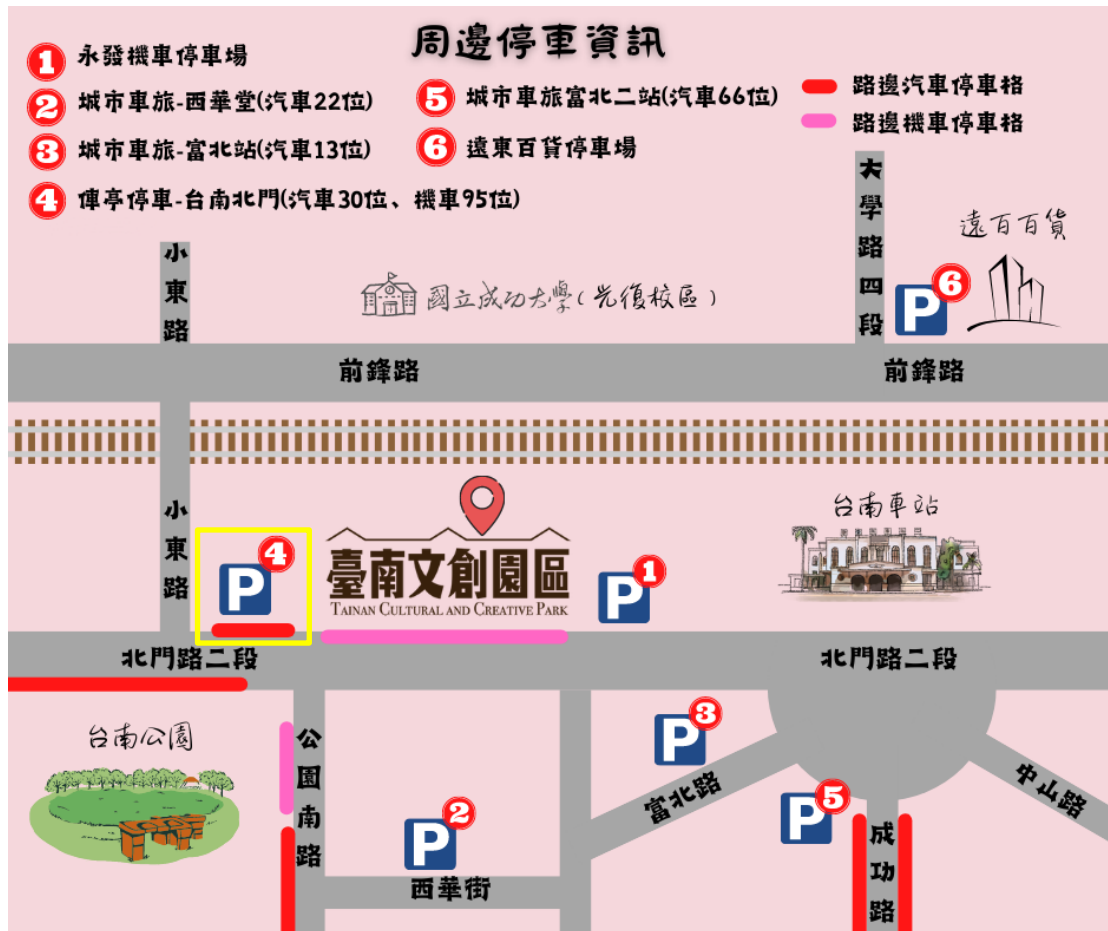 周邊停車資訊
1 永發機車停車場
2 城市車旅-西華堂(汽車22位)
3 城市車旅-富北站(汽車13位)
4 俥亭停車-台南北門(汽車30位、機車95位)
5 城市車旅富北二站(汽車66位)
6 遠東百貨停車場
路邊汽車停車格
路邊機車停車格
小東路
國立成功大學(光復校區)
大學路四段
遠百百貨
P 6
前鋒路
前鋒路
小東路
P 4
臺南文創園區
TAINAN CULTURAL AND CREATIVE PARK
P 1
台南車站
北門路二段
北門路二段
台南公園
公園南路
P 2
西華街
P 3
富北路
P 5
成功路
中山路